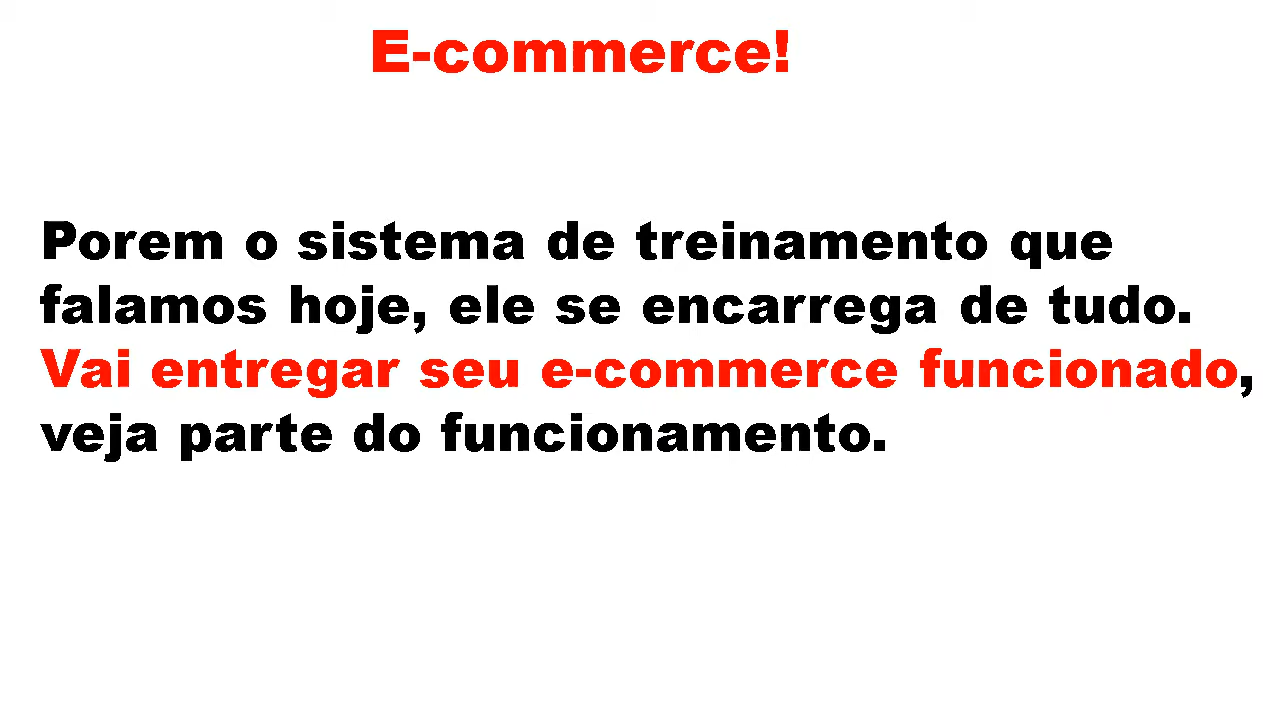 E-commerce!
Porem o sistema de treinamento que
falamos hoje, ele se encarrega de tudo.
Vai entregar seu e-commerce funcionado,
veja parte do funcionamento.